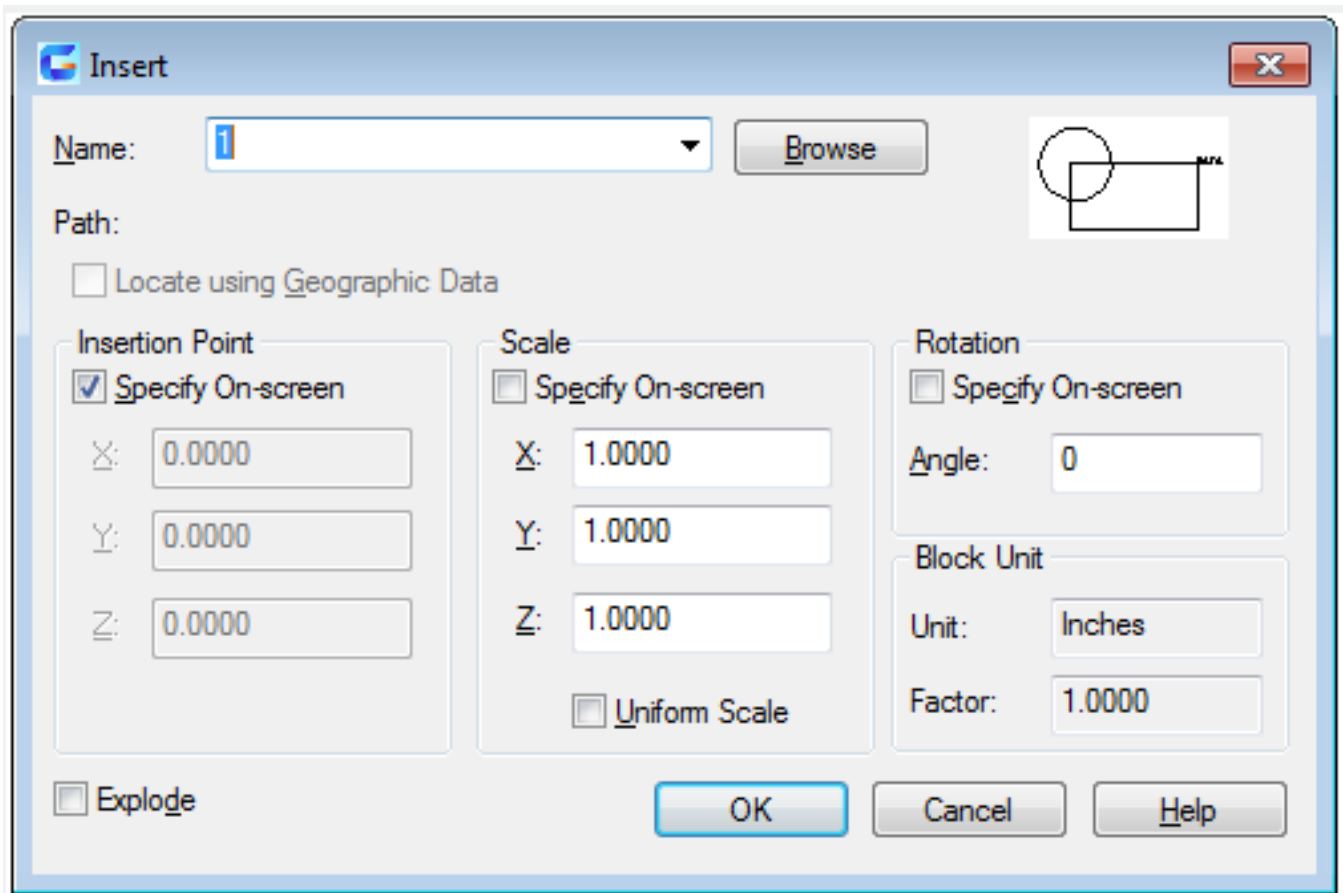 Insert
Name: 1 Browse
Path:
Locate using Geographic Data
Insertion Point
Specify On-screen
X: 0.0000
Y: 0.0000
Z: 0.0000
Scale
Specify On-screen
X: 1.0000
Y: 1.0000
Z: 1.0000
Uniform Scale
Rotation
Specify On-screen
Angle: 0
Block Unit
Unit: Inches
Factor: 1.0000
Explode
OK Cancel Help